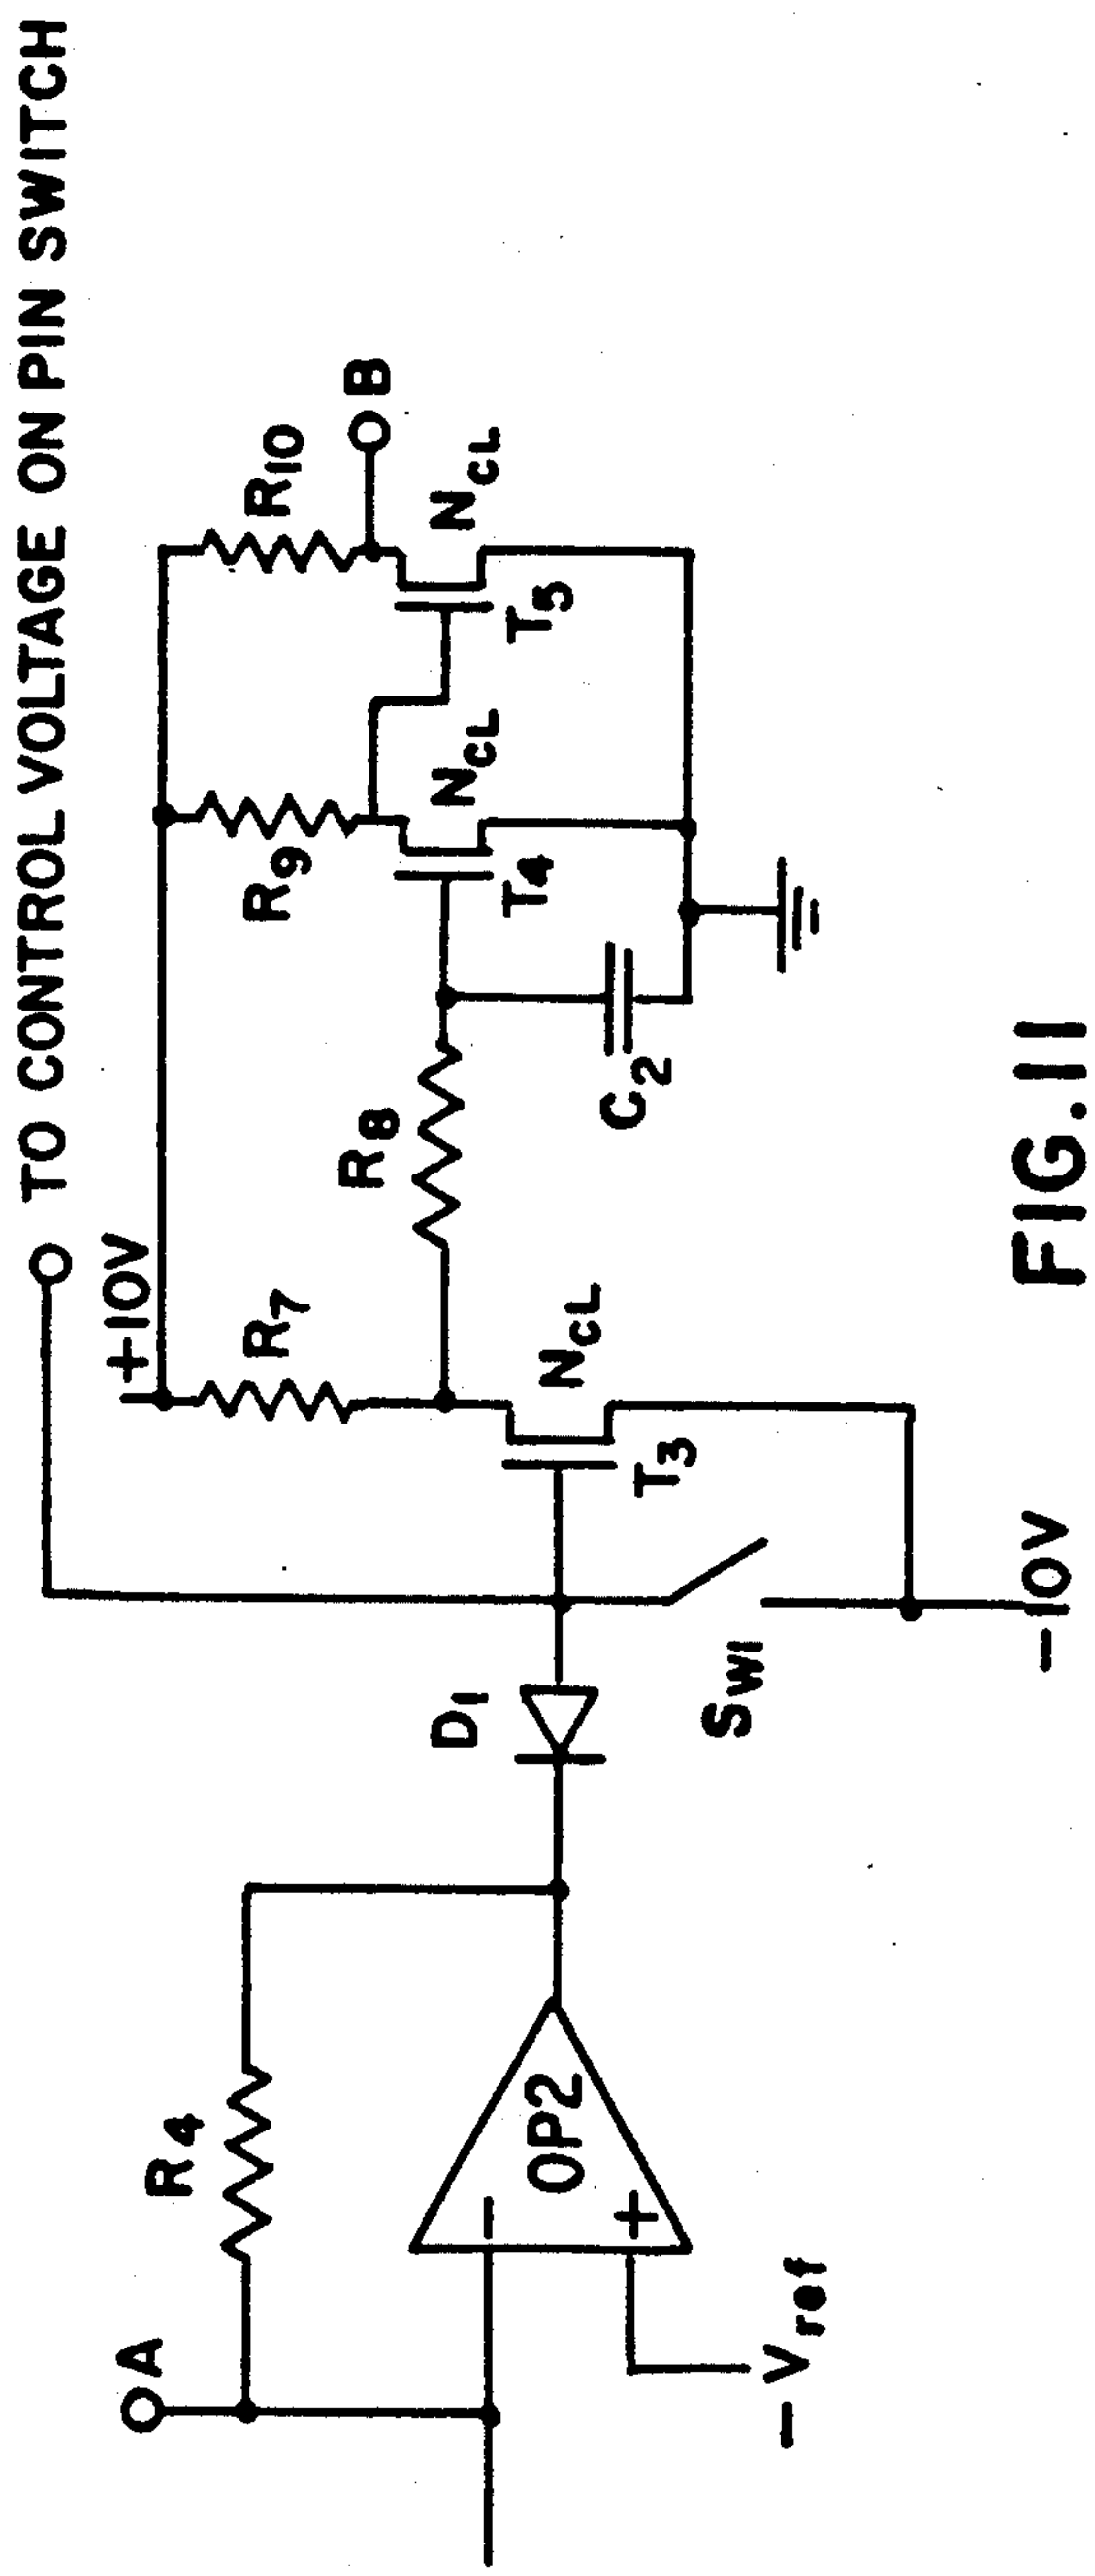 TO CONTROL VOLTAGE ON PIN SWITCH
+10V
A
R4
R7
R9
R10
B
D1
R8
NCL
NCL
NCL
OP2
−
+
T3
T4
T5
C2
SW1
−Vref
−10V
FIG. 11